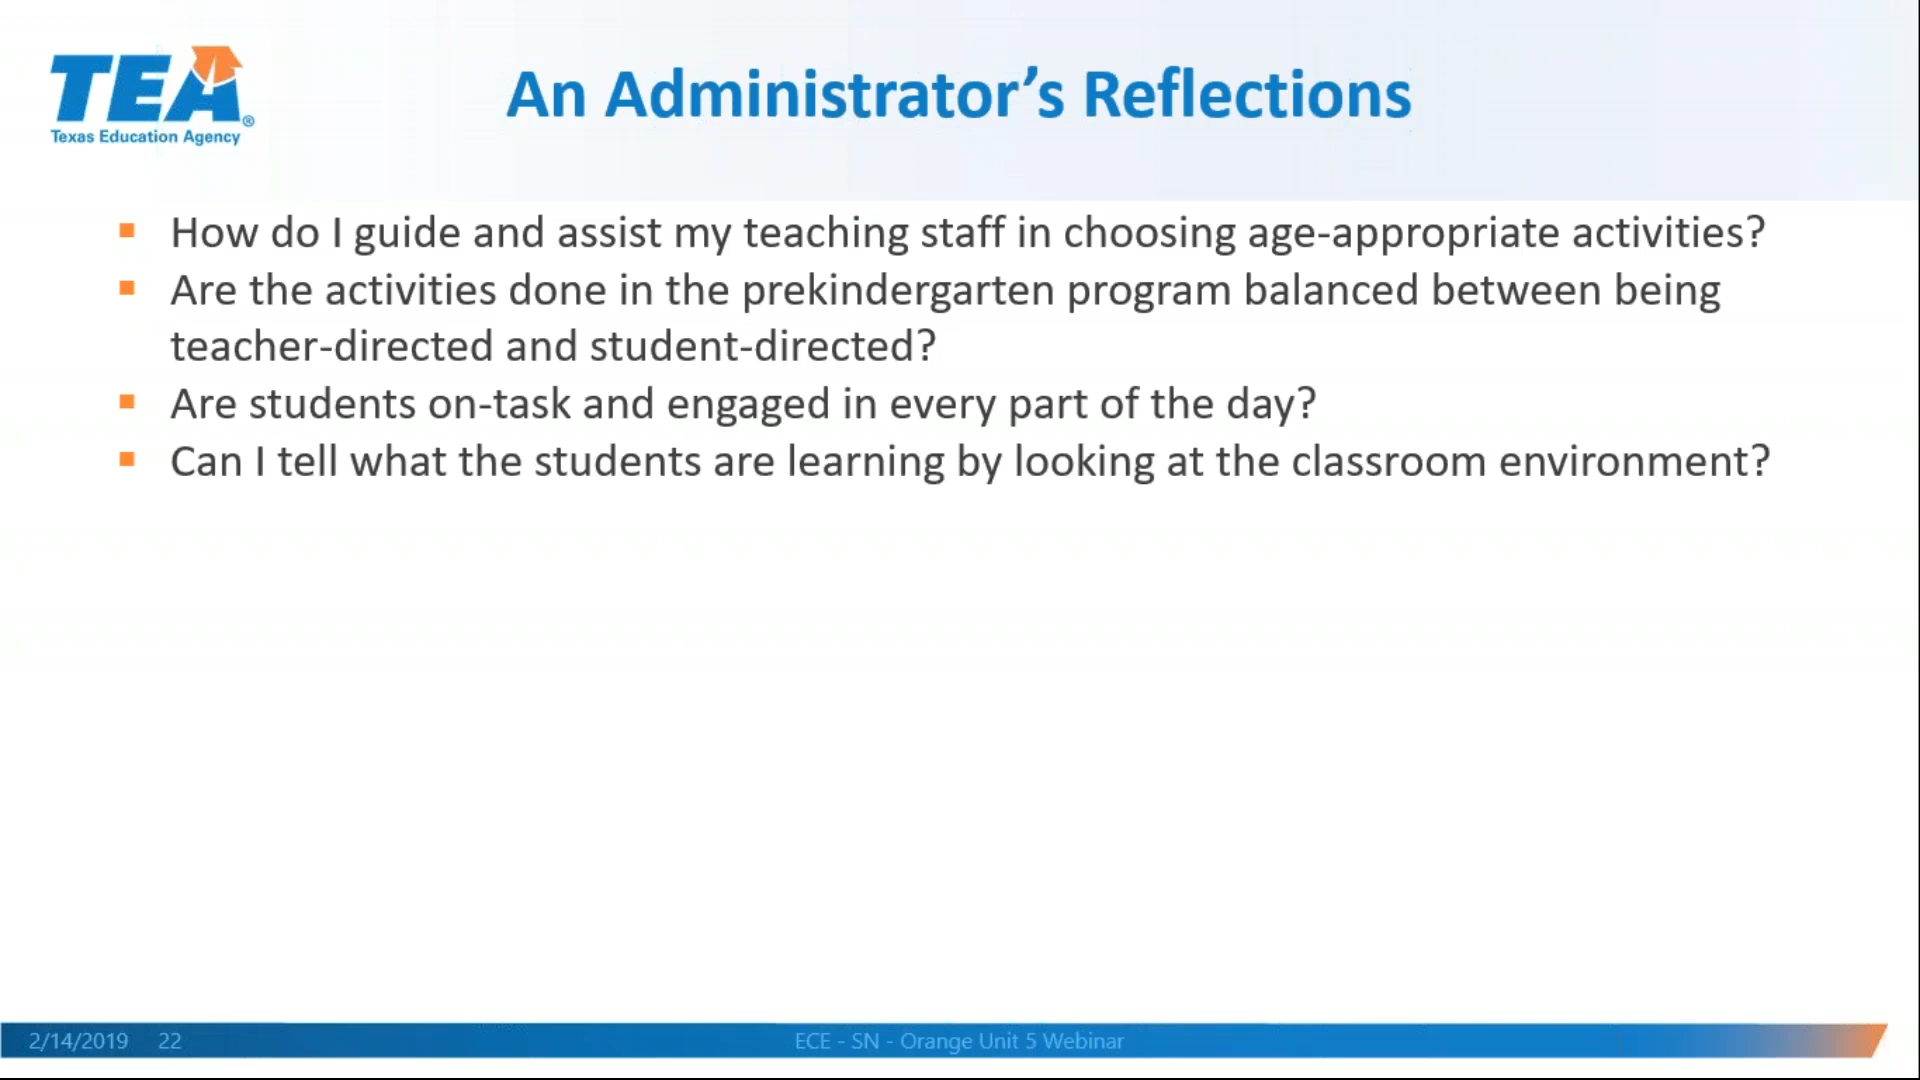 TEA®
Texas Education Agency
An Administrator’s Reflections
▪ How do I guide and assist my teaching staff in choosing age-appropriate activities?
▪ Are the activities done in the prekindergarten program balanced between being
teacher-directed and student-directed?
▪ Are students on-task and engaged in every part of the day?
▪ Can I tell what the students are learning by looking at the classroom environment?
2/14/2019 22 ECE - SN - Orange Unit 5 Webinar